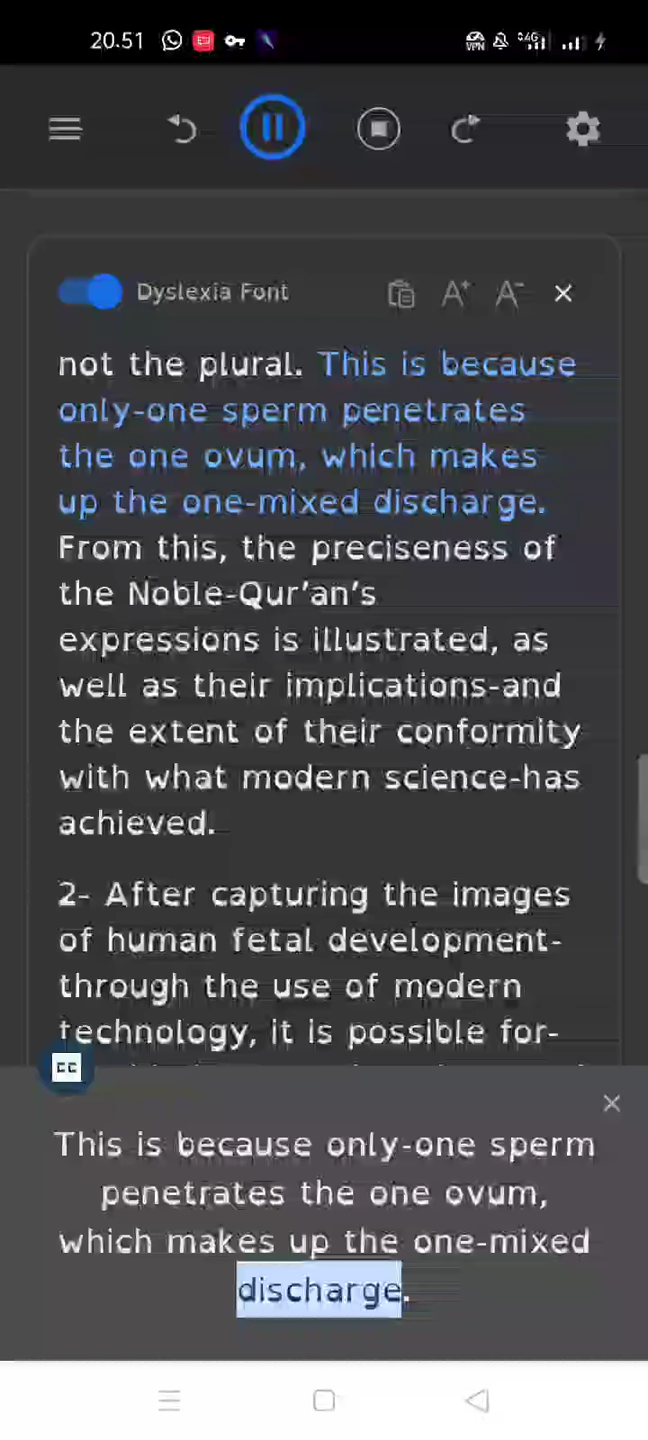 20.51
VPN
4G
Dyslexia Font
A+
A-
not the plural. This is because
only-one sperm penetrates
the one ovum, which makes
up the one-mixed discharge.
From this, the preciseness of
the Noble-Qur’an’s
expressions is illustrated, as
well as their implications-and
the extent of their conformity
with what modern science-has
achieved.
2- After capturing the images
of human fetal development-
through the use of modern
technology, it is possible for-
CC
This is because only-one sperm
penetrates the one ovum,
which makes up the one-mixed
discharge.